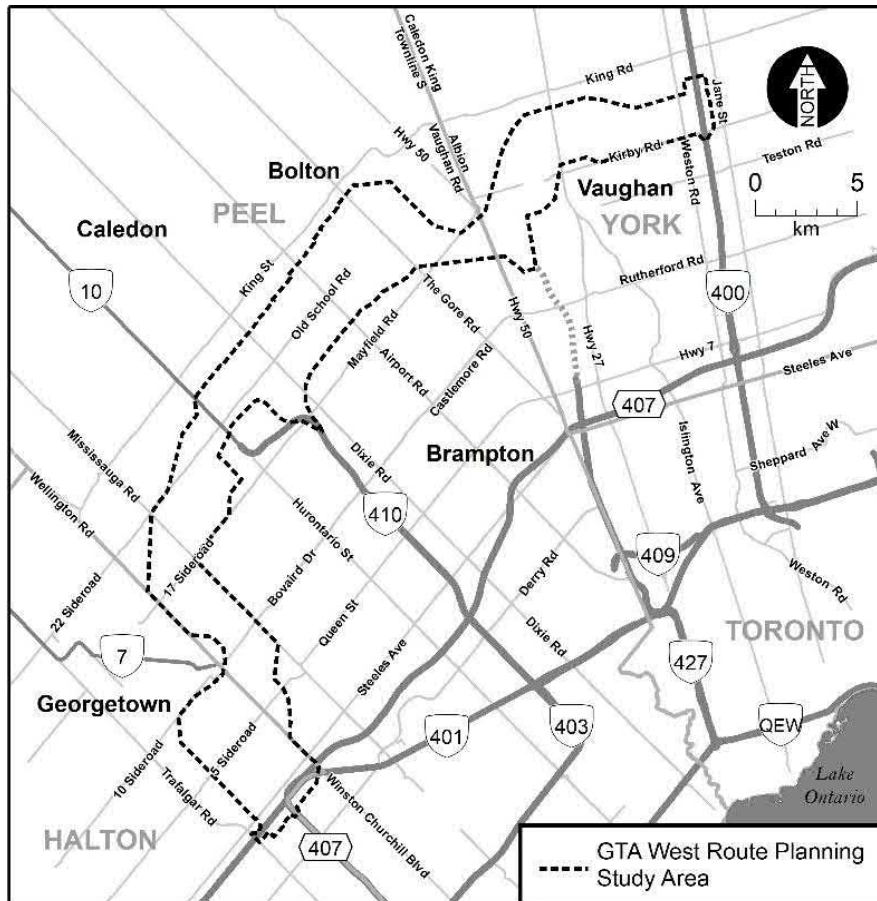 Caledon King
Townline S
King Rd
Jane St
NORTH
Hwy 50
Albion
Vaughan Rd
Kirby Rd
Weston Rd
Teston Rd
0 5
km
Bolton
Vaughan
PEEL
YORK
Caledon
King St
Old School Rd
Rutherford Rd
10
400
The Gore Rd
Mayfield Rd
Hwy 50
Hwy 27
Airport Rd
Castlemore Rd
Hwy 7
Steeles Ave
407
Mississauga Rd
Brampton
Dixie Rd
Islington Ave
Sheppard Ave W
Wellington Rd
410
Hurontario St
409
22 Sideroad
17 Sideroad
Bovaird Dr
Derry Rd
Weston Rd
Queen St
Dixie Rd
TORONTO
7
Steeles Ave
427
Georgetown
401
403
QEW
10 Sideroad
5 Sideroad
Trafalgar Rd
Winston Churchill Blvd
Lake
Ontario
HALTON
407
GTA West Route Planning
Study Area